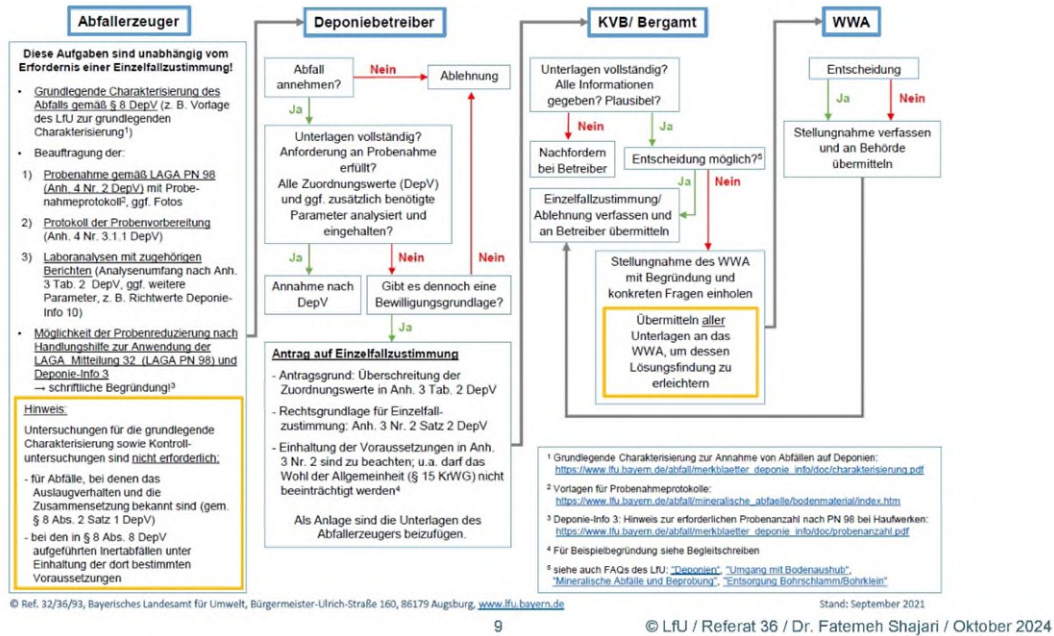 Abfallerzeuger
Diese Aufgaben sind unabhängig vom
Erfordernis einer Einzelfallzustimmung!
• Grundlegende Charakterisierung des
Abfalls gemäß § 8 DepV (z. B. Vorlage
des LfU zur grundlegenden
Charakterisierung¹)
• Beauftragung der:
1) Probenahme gemäß LAGA PN 98
(Anh. 4 Nr. 2 DepV) mit Probe-
nahmeprotokoll², ggf. Fotos
2) Protokoll der Probenvorbereitung
(Anh. 4 Nr. 3.1.1 DepV)
3) Laboranalysen mit zugehörigen
Berichten (Analysenumfang nach Anh.
3 Tab. 2 DepV, ggf. weitere
Parameter, z. B. Richtwerte Deponie-
Info 10)
• Möglichkeit der Probenreduzierung nach
Handlungshilfe zur Anwendung der
LAGA Mitteilung 32 (LAGA PN 98) und
Deponie-Info 3
→ schriftliche Begründung!³
Hinweis:
Untersuchungen für die grundlegende
Charakterisierung sowie Kontroll-
untersuchungen sind nicht erforderlich:
- für Abfälle, bei denen das
Auslaugverhalten und die
Zusammensetzung bekannt sind (gem.
§ 8 Abs. 2 Satz 1 DepV)
- bei den in § 8 Abs. 8 DepV
aufgeführten Inertabfällen unter
Einhaltung der dort bestimmten
Voraussetzungen
Deponiebetreiber
Abfall
annehmen?
Nein
Ablehnung
Ja
Unterlagen vollständig?
Anforderung an Probenahme
erfüllt?
Alle Zuordnungswerte (DepV)
und ggf. zusätzlich benötigte
Parameter analysiert und
eingehalten?
Ja
Nein
Nein
Annahme nach
DepV
Gibt es dennoch eine
Bewilligungsgrundlage?
Ja
Antrag auf Einzelfallzustimmung
- Antragsgrund: Überschreitung der
Zuordnungswerte in Anh. 3 Tab. 2 DepV
- Rechtsgrundlage für Einzelfall-
zustimmung: Anh. 3 Nr. 2 Satz 2 DepV
- Einhaltung der Voraussetzungen in Anh.
3 Nr. 2 sind zu beachten; u.a. darf das
Wohl der Allgemeinheit (§ 15 KrWG) nicht
beeinträchtigt werden⁴
Als Anlage sind die Unterlagen des
Abfallerzeugers beizufügen.
KVB/ Bergamt
Unterlagen vollständig?
Alle Informationen
gegeben? Plausibel?
Nein
Ja
Nachfordern
bei Betreiber
Entscheidung möglich?⁵
Ja
Nein
Einzelfallzustimmung/
Ablehnung verfassen und
an Betreiber übermitteln
Stellungnahme des WWA
mit Begründung und
konkreten Fragen einholen
Übermitteln aller
Unterlagen an das
WWA, um dessen
Lösungsfindung zu
erleichtern
WWA
Entscheidung
Ja
Nein
Stellungnahme verfassen
und an Behörde
übermitteln
¹ Grundlegende Charakterisierung zur Annahme von Abfällen auf Deponien:
https://www.lfu.bayern.de/abfall/merkblaetter_deponie_info/doc/charakterisierung.pdf
² Vorlagen für Probenahmeprotokolle:
https://www.lfu.bayern.de/abfall/mineralische_abfaelle/bodenmaterial/index.htm
³ Deponie-Info 3: Hinweis zur erforderlichen Probenanzahl nach PN 98 bei Haufwerken:
https://www.lfu.bayern.de/abfall/merkblaetter_deponie_info/doc/probenanzahl.pdf
⁴ Für Beispielbegründung siehe Begleitschreiben
⁵ siehe auch FAQs des LfU: "Deponien", "Umgang mit Bodenaushub",
"Mineralische Abfälle und Beprobung", "Entsorgung Bohrschlamm/Bohrklein"
© Ref. 32/36/93, Bayerisches Landesamt für Umwelt, Bürgermeister-Ulrich-Straße 160, 86179 Augsburg, www.lfu.bayern.de
Stand: September 2021
9
© LfU / Referat 36 / Dr. Fatemeh Shajari / Oktober 2024